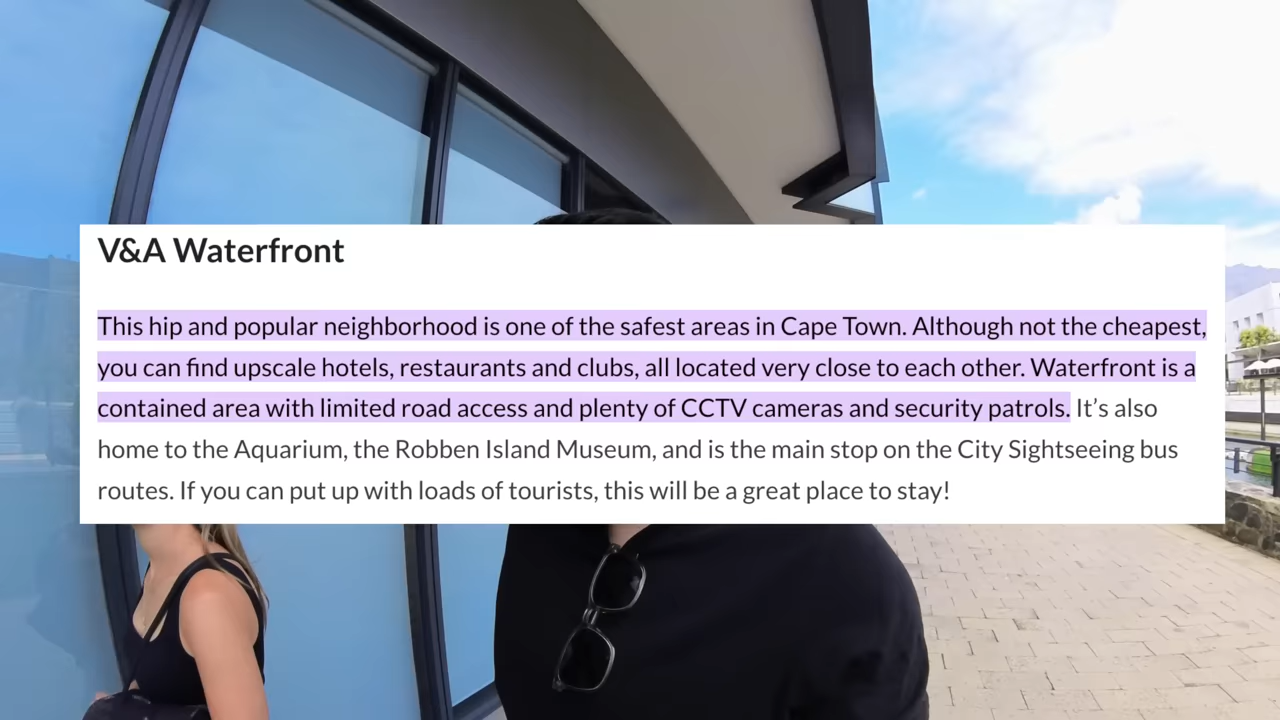 V&A Waterfront
This hip and popular neighborhood is one of the safest areas in Cape Town. Although not the cheapest,
you can find upscale hotels, restaurants and clubs, all located very close to each other. Waterfront is a
contained area with limited road access and plenty of CCTV cameras and security patrols. It’s also
home to the Aquarium, the Robben Island Museum, and is the main stop on the City Sightseeing bus
routes. If you can put up with loads of tourists, this will be a great place to stay!